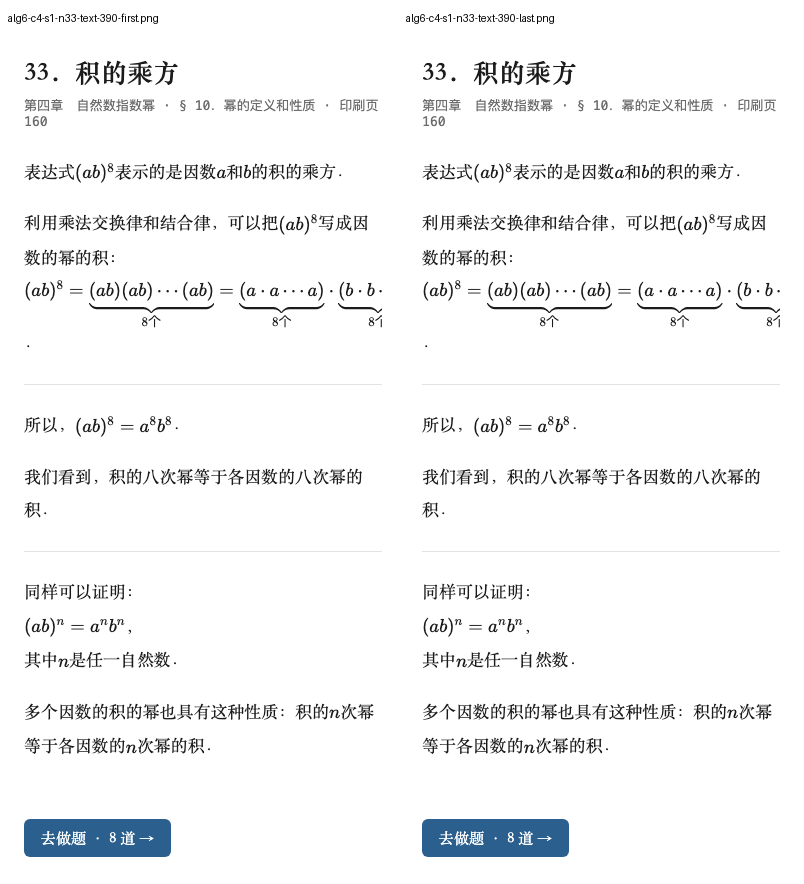 alg6-c4-s1-n33-text-390-first.png
33. 积的乘方
第四章 自然数指数幂 · § 10. 幂的定义和性质 · 印刷页
160
表达式(ab)⁸表示的是因数a和b的积的乘方.
利用乘法交换律和结合律，可以把(ab)⁸写成因
数的幂的积：
(ab)⁸ = (ab)(ab)⋯(ab) = (a · a ⋯ a) · (b · b ·
8个 8个 8个
.
所以，(ab)⁸ = a⁸b⁸.
我们看到，积的八次幂等于各因数的八次幂的
积.
同样可以证明：
(ab)ⁿ = aⁿbⁿ,
其中n是任一自然数.
多个因数的积的幂也具有这种性质：积的n次幂
等于各因数的n次幂的积.
去做题 · 8 道 →
alg6-c4-s1-n33-text-390-last.png
33. 积的乘方
第四章 自然数指数幂 · § 10. 幂的定义和性质 · 印刷页
160
表达式(ab)⁸表示的是因数a和b的积的乘方.
利用乘法交换律和结合律，可以把(ab)⁸写成因
数的幂的积：
(ab)⁸ = (ab)(ab)⋯(ab) = (a · a ⋯ a) · (b · b ·
8个 8个 8个
.
所以，(ab)⁸ = a⁸b⁸.
我们看到，积的八次幂等于各因数的八次幂的
积.
同样可以证明：
(ab)ⁿ = aⁿbⁿ,
其中n是任一自然数.
多个因数的积的幂也具有这种性质：积的n次幂
等于各因数的n次幂的积.
去做题 · 8 道 →